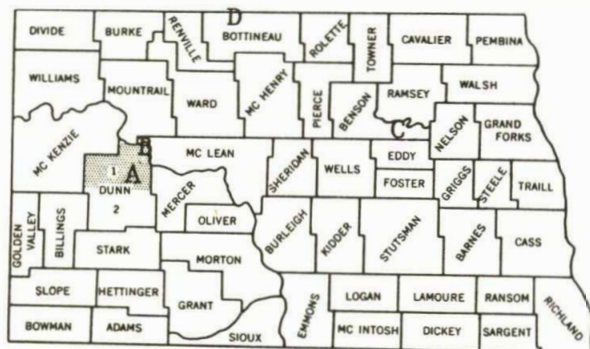 D
DIVIDE BURKE RENVILLE BOTTINEAU ROLETTE TOWNER CAVALIER PEMBINA
WILLIAMS MOUNTRAIL WARD MC HENRY PIERCE BENSON RAMSEY WALSH
C
NELSON GRAND
FORKS
MC KENZIE B MC LEAN SHERIDAN WELLS EDDY
1 A FOSTER GRIGGS STEELE TRAILL
DUNN
2
MERCER
OLIVER
GOLDEN
VALLEY
BILLINGS STARK MORTON BURLEIGH KIDDER STUTSMAN BARNES CASS
SLOPE HETTINGER GRANT EMMONS LOGAN LAMOURE RANSOM RICHLAND
BOWMAN ADAMS SIOUX MC INTOSH DICKEY SARGENT